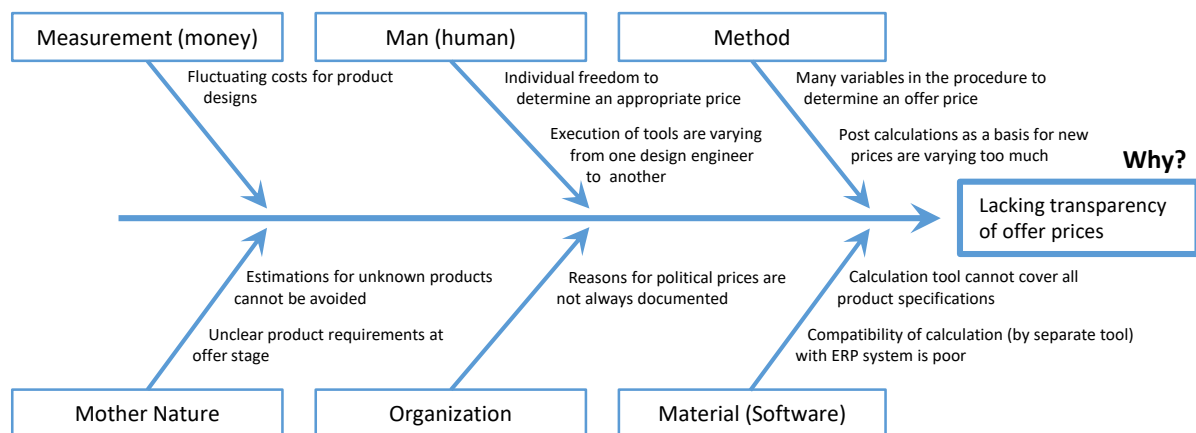 Measurement (money)
Man (human)
Method
Fluctuating costs for product
designs
Individual freedom to
determine an appropriate price
Execution of tools are varying
from one design engineer
to another
Many variables in the procedure to
determine an offer price
Post calculations as a basis for new
prices are varying too much
Why?
Lacking transparency
of offer prices
Estimations for unknown products
cannot be avoided
Unclear product requirements at
offer stage
Reasons for political prices are
not always documented
Calculation tool cannot cover all
product specifications
Compatibility of calculation (by separate tool)
with ERP system is poor
Mother Nature
Organization
Material (Software)